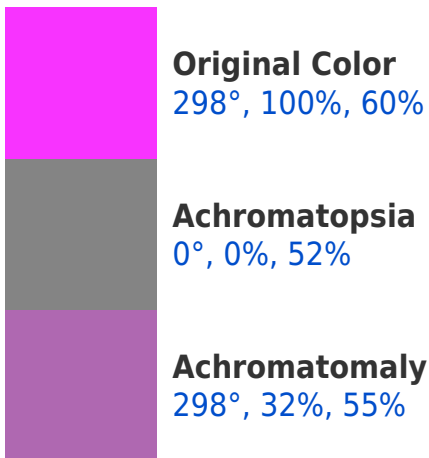 Original Color
298°, 100%, 60%
Achromatopsia
0°, 0%, 52%
Achromatomaly
298°, 32%, 55%